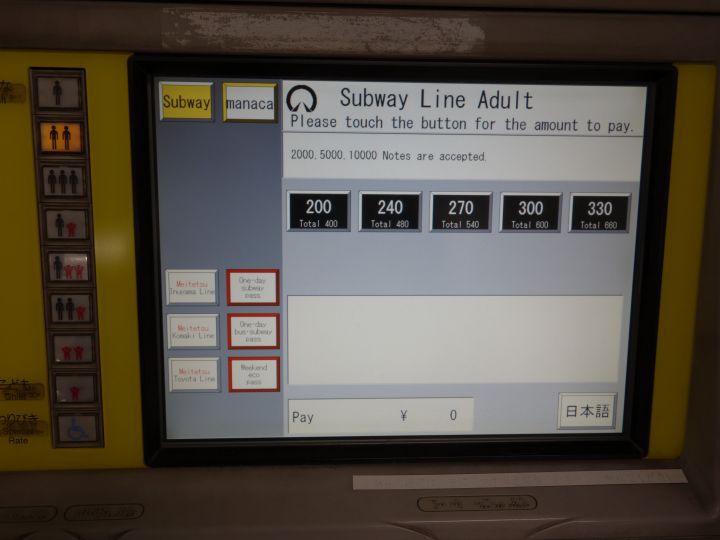 Subway
manaca
Subway Line Adult
Please touch the button for the amount to pay.
2000,5000,10000 Notes are accepted.
200
Total 400
240
Total 480
270
Total 540
300
Total 600
330
Total 660
Meitetsu
Inuyama Line
One-day
subway
pass
Meitetsu
Komaki Line
One-day
bus-subway
pass
Meitetsu
Toyota Line
Weekend
eco
pass
Pay ¥ 0
日本語
Rate